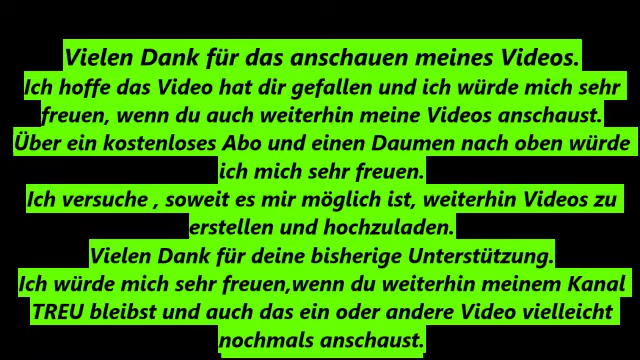 Vielen Dank für das anschauen meines Videos.
Ich hoffe das Video hat dir gefallen und ich würde mich sehr
freuen, wenn du auch weiterhin meine Videos anschaust.
Über ein kostenloses Abo und einen Daumen nach oben würde
ich mich sehr freuen.
Ich versuche , soweit es mir möglich ist, weiterhin Videos zu
erstellen und hochzuladen.
Vielen Dank für deine bisherige Unterstützung.
Ich würde mich sehr freuen,wenn du weiterhin meinem Kanal
TREU bleibst und auch das ein oder andere Video vielleicht
nochmals anschaust.